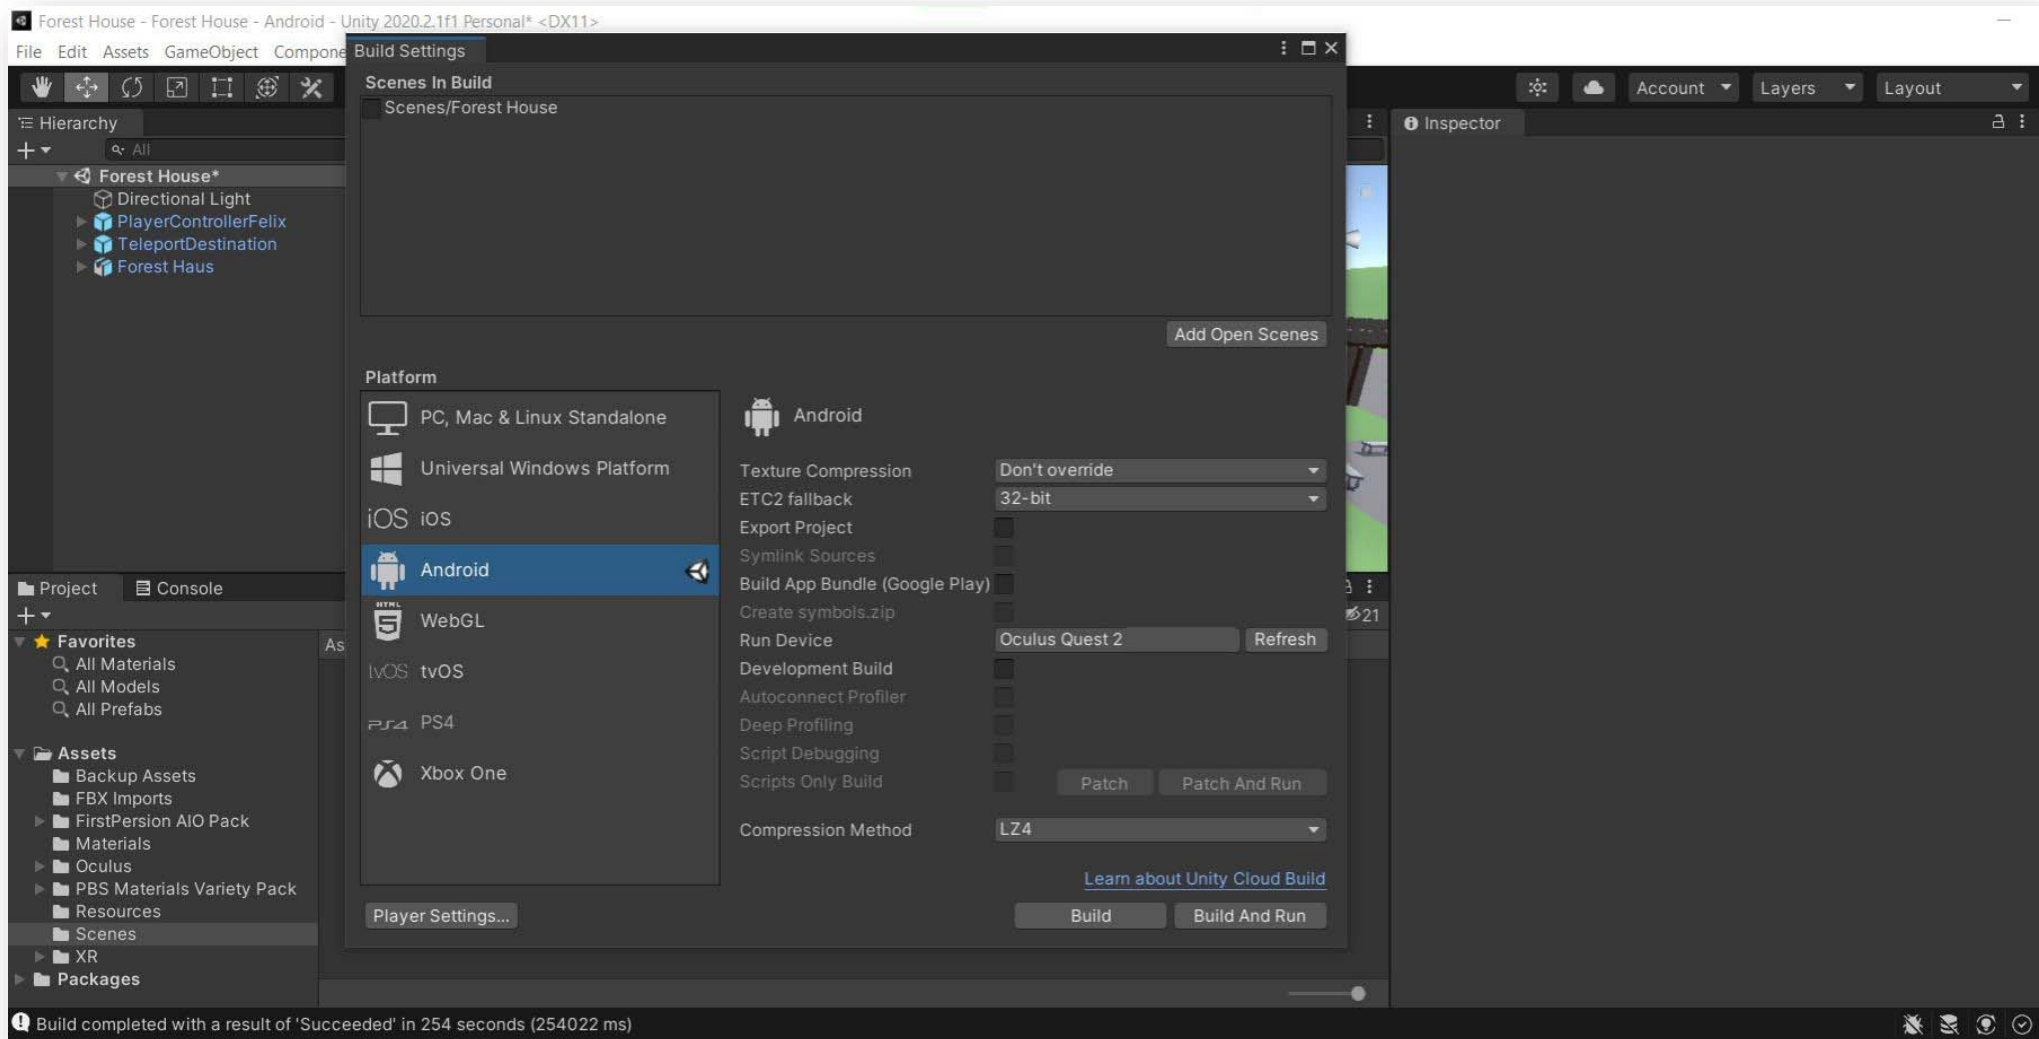 Forest House - Forest House - Android - Unity 2020.2.1f1 Personal* <DX11>
File Edit Assets GameObject Compone
Build Settings
Scenes In Build
Scenes/Forest House
Account
Layers
Layout
Hierarchy
All
Inspector
Forest House*
Directional Light
PlayerControllerFelix
TeleportDestination
Forest Haus
Add Open Scenes
Platform
PC, Mac & Linux Standalone
Universal Windows Platform
iOS iOS
Android
HTML 5 WebGL
tvOS tvOS
PS4 PS4
Xbox One
Android
Texture Compression Don't override
ETC2 fallback 32-bit
Export Project
Symlink Sources
Build App Bundle (Google Play)
Create symbols.zip
Run Device Oculus Quest 2 Refresh
Development Build
Autoconnect Profiler
Deep Profiling
Script Debugging
Scripts Only Build Patch Patch And Run
Compression Method LZ4
Learn about Unity Cloud Build
Player Settings... Build Build And Run
Project Console
21
Favorites
As
All Materials
All Models
All Prefabs
Assets
Backup Assets
FBX Imports
FirstPersion AIO Pack
Materials
Oculus
PBS Materials Variety Pack
Resources
Scenes
XR
Packages
Build completed with a result of 'Succeeded' in 254 seconds (254022 ms)